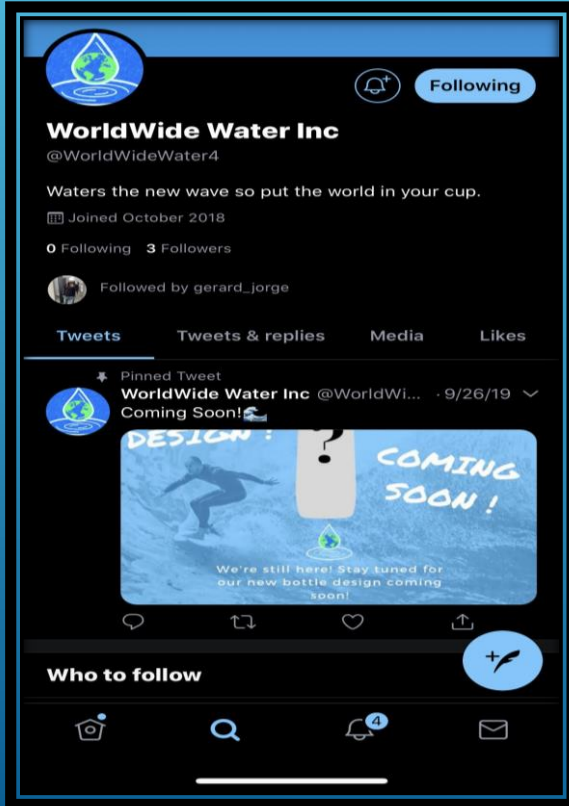 Following
WorldWide Water Inc
@WorldWideWater4
Waters the new wave so put the world in your cup.
Joined October 2018
0 Following 3 Followers
Followed by gerard_jorge
Tweets Tweets & replies Media Likes
Pinned Tweet
WorldWide Water Inc @WorldWi... · 9/26/19
Coming Soon!🌊
DESIGN !
?
COMING
SOON !
We're still here! Stay tuned for
our new bottle design coming
soon!
Who to follow
4